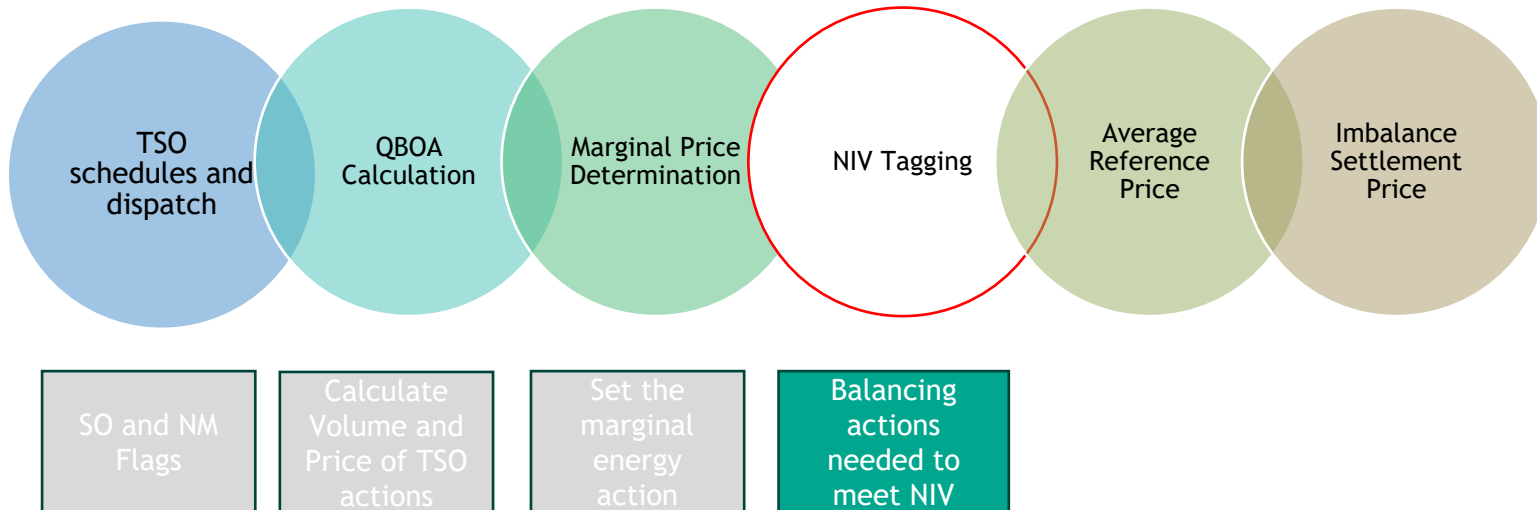 TSO
schedules and
dispatch
QBOA
Calculation
Marginal Price
Determination
NIV Tagging
Average
Reference
Price
Imbalance
Settlement
Price
SO and NM
Flags
Calculate
Volume and
Price of TSO
actions
Set the
marginal
energy
action
Balancing
actions
needed to
meet NIV